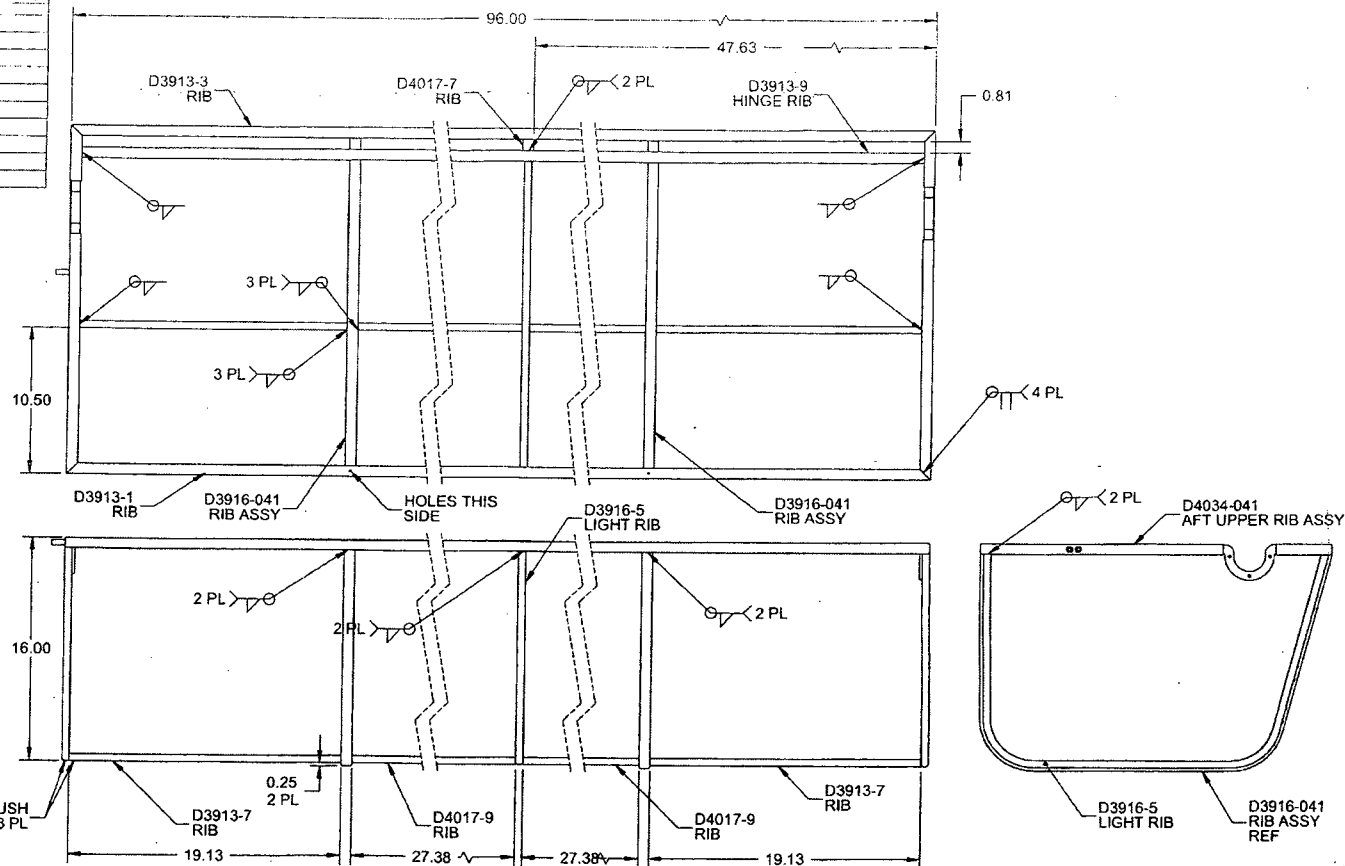 96.00
47.63
D3913-3
RIB
D4017-7
RIB
2 PL
D3913-9
HINGE RIB
0.81
3 PL
3 PL
10.50
4 PL
D3913-1
RIB
D3916-041
RIB ASSY
HOLES THIS
SIDE
D3916-5
LIGHT RIB
D3916-041
RIB ASSY
2 PL
D4034-041
AFT UPPER RIB ASSY
2 PL
2 PL
2 PL
16.00
0.25
2 PL
D3913-7
RIB
D4017-9
RIB
D4017-9
RIB
D3913-7
RIB
D3916-5
LIGHT RIB
D3916-041
RIB ASSY
REF
19.13
27.38
27.38
19.13